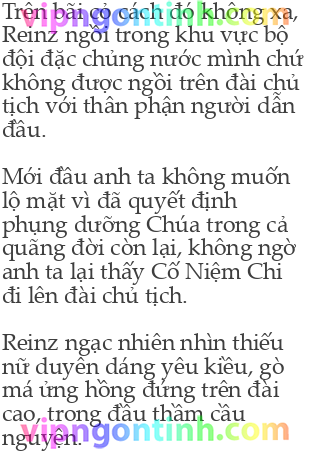 Trên bãi cỏ cách đó không xa,
vipngontinh.com
Reinz ngồi trong khu vực bộ
đội đặc chủng nước mình chứ
không được ngồi trên đài chủ
tịch với thân phận người dẫn
đầu.
Mới đầu anh ta không muốn
lộ mặt vì đã quyết định
phụng dưỡng Chúa trong cả
quãng đời còn lại, không ngờ
anh ta lại thấy Cố Niệm Chi
đi lên đài chủ tịch.
Reinz ngạc nhiên nhìn thiếu
nữ duyên dáng yêu kiều, gò
má ửng hồng đứng trên đài
cao, trong đầu thầm cầu
vipngontinh.com
nguyện.